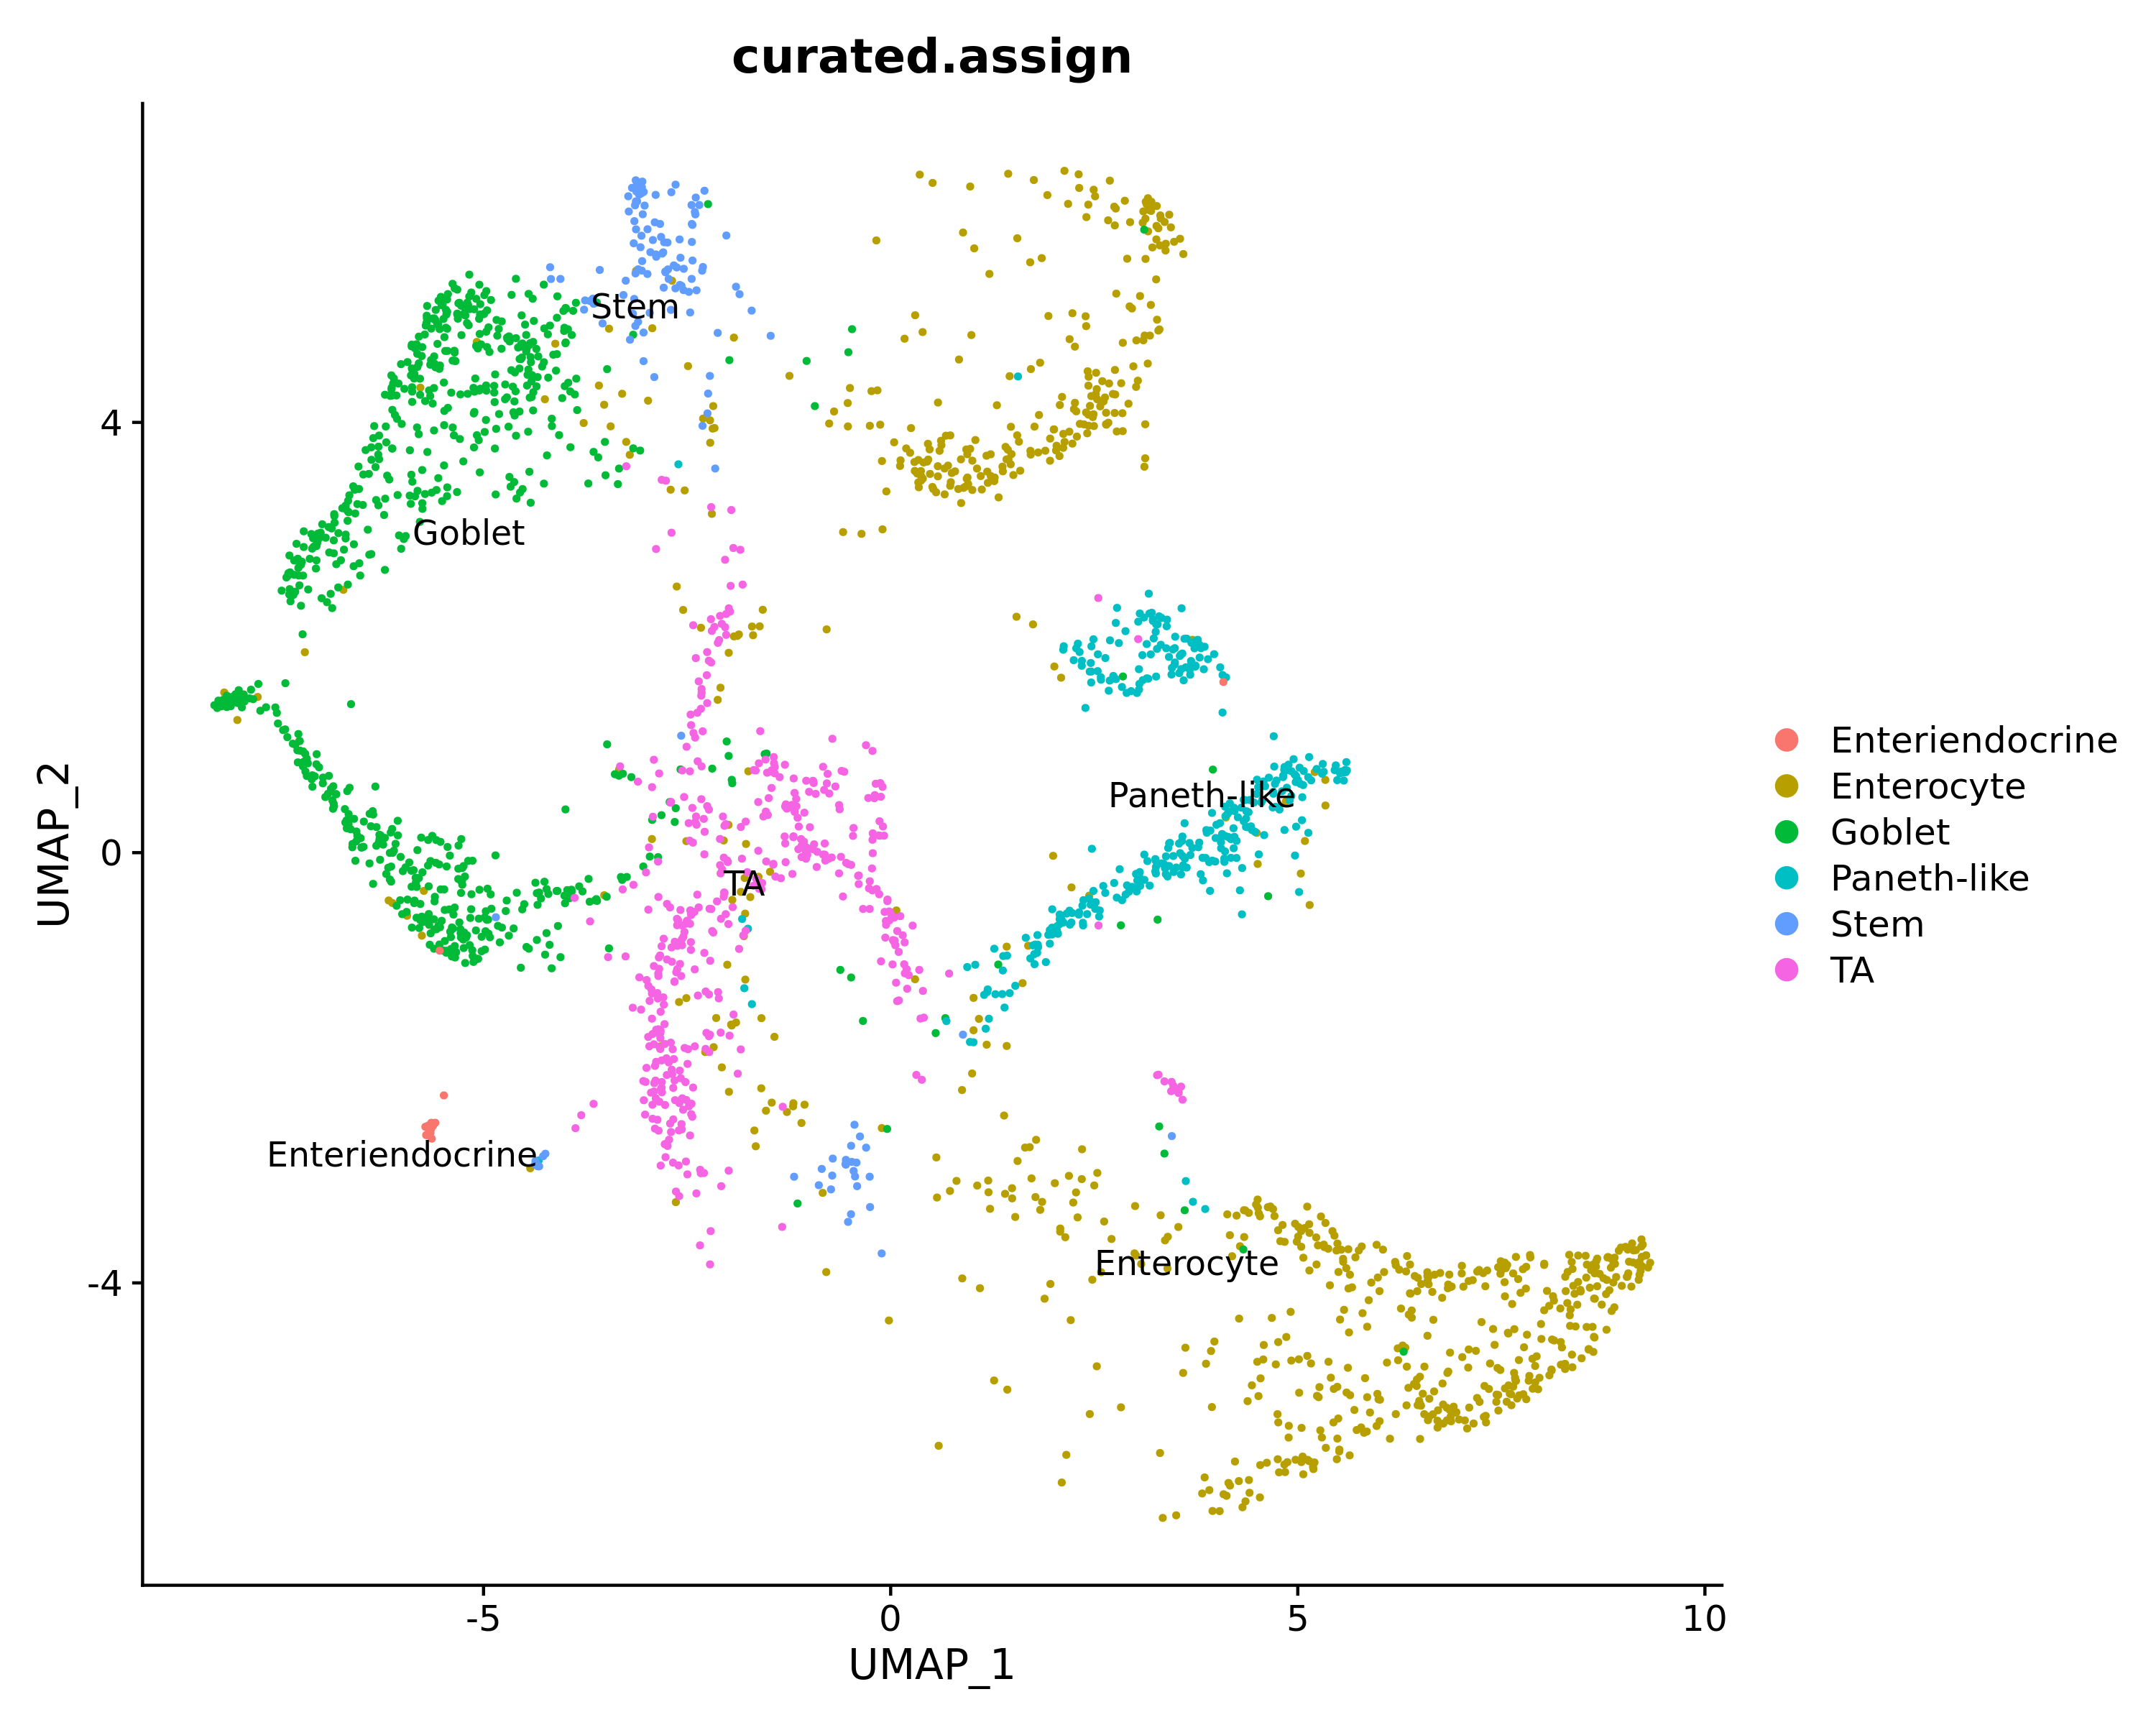 curated.assign
Stem
Goblet
Paneth-like
TA
Enteriendocrine
Enterocyte
4
0
-4
UMAP_2
-5
0
5
10
UMAP_1
Enteriendocrine
Enterocyte
Goblet
Paneth-like
Stem
TA